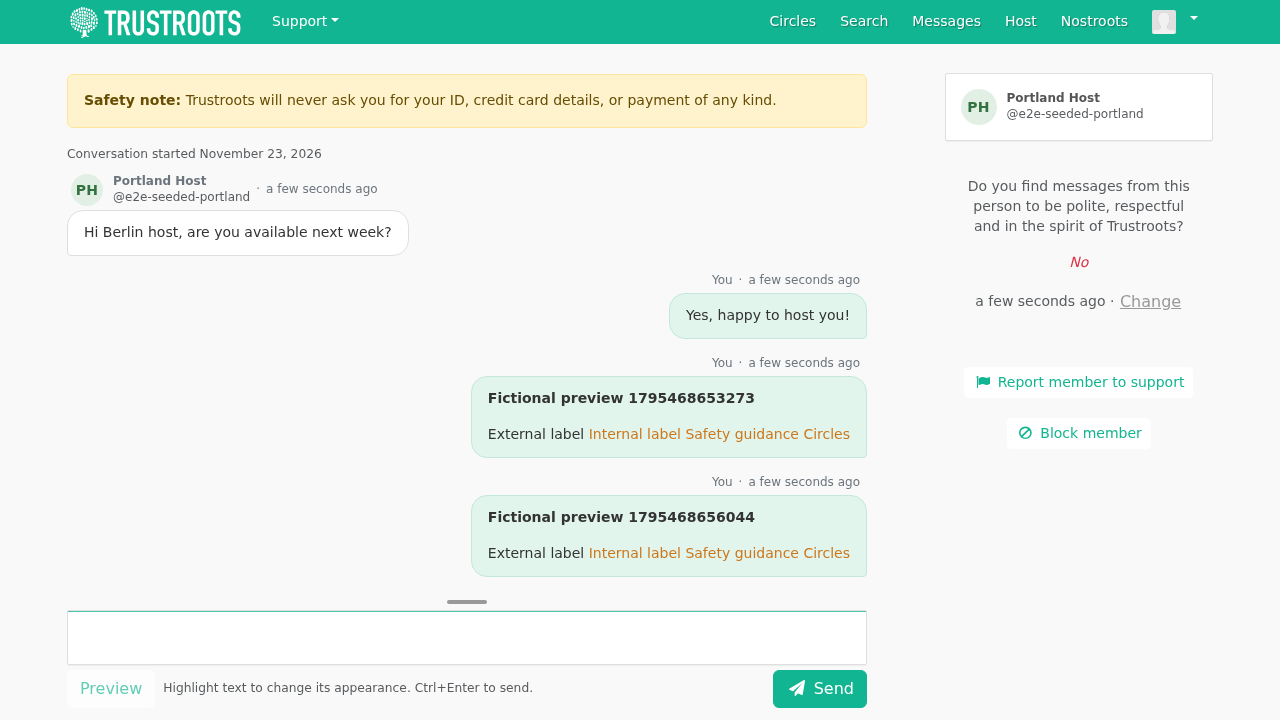 TRUSTROOTS Support Circles Search Messages Host Nostroots
Safety note: Trustroots will never ask you for your ID, credit card details, or payment of any kind.
Conversation started November 23, 2026
PH Portland Host
@e2e-seeded-portland · a few seconds ago
Hi Berlin host, are you available next week?
You · a few seconds ago
Yes, happy to host you!
You · a few seconds ago
Fictional preview 1795468653273
External label Internal label Safety guidance Circles
You · a few seconds ago
Fictional preview 1795468656044
External label Internal label Safety guidance Circles
Preview Highlight text to change its appearance. Ctrl+Enter to send. Send
PH Portland Host
@e2e-seeded-portland
Do you find messages from this
person to be polite, respectful
and in the spirit of Trustroots?
No
a few seconds ago · Change
Report member to support
Block member